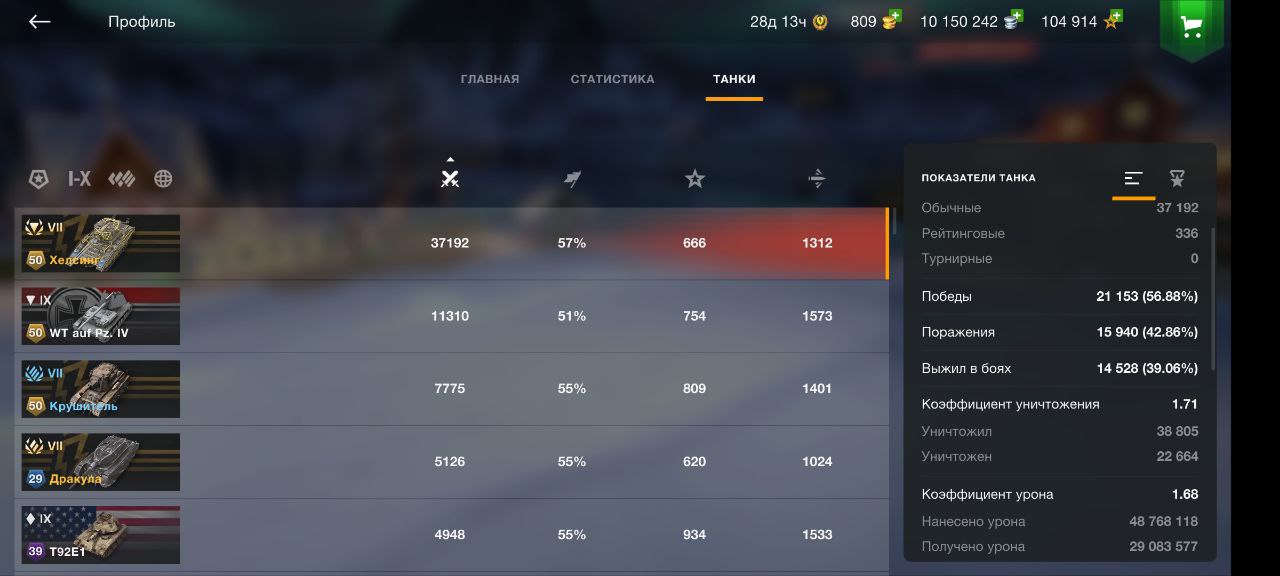 Профиль
28д 13ч 809 10 150 242 104 914
ГЛАВНАЯ СТАТИСТИКА ТАНКИ
I-X
VII
50 Хелсинг 37192 57% 666 1312
IX
50 WT auf Pz. IV 11310 51% 754 1573
VII
50 Крушитель 7775 55% 809 1401
VII
29 Дракула 5126 55% 620 1024
IX
39 T92E1 4948 55% 934 1533
ПОКАЗАТЕЛИ ТАНКА
Обычные 37 192
Рейтинговые 336
Турнирные 0
Победы 21 153 (56.88%)
Поражения 15 940 (42.86%)
Выжил в боях 14 528 (39.06%)
Коэффициент уничтожения 1.71
Уничтожил 38 805
Уничтожен 22 664
Коэффициент урона 1.68
Нанесено урона 48 768 118
Получено урона 29 083 577